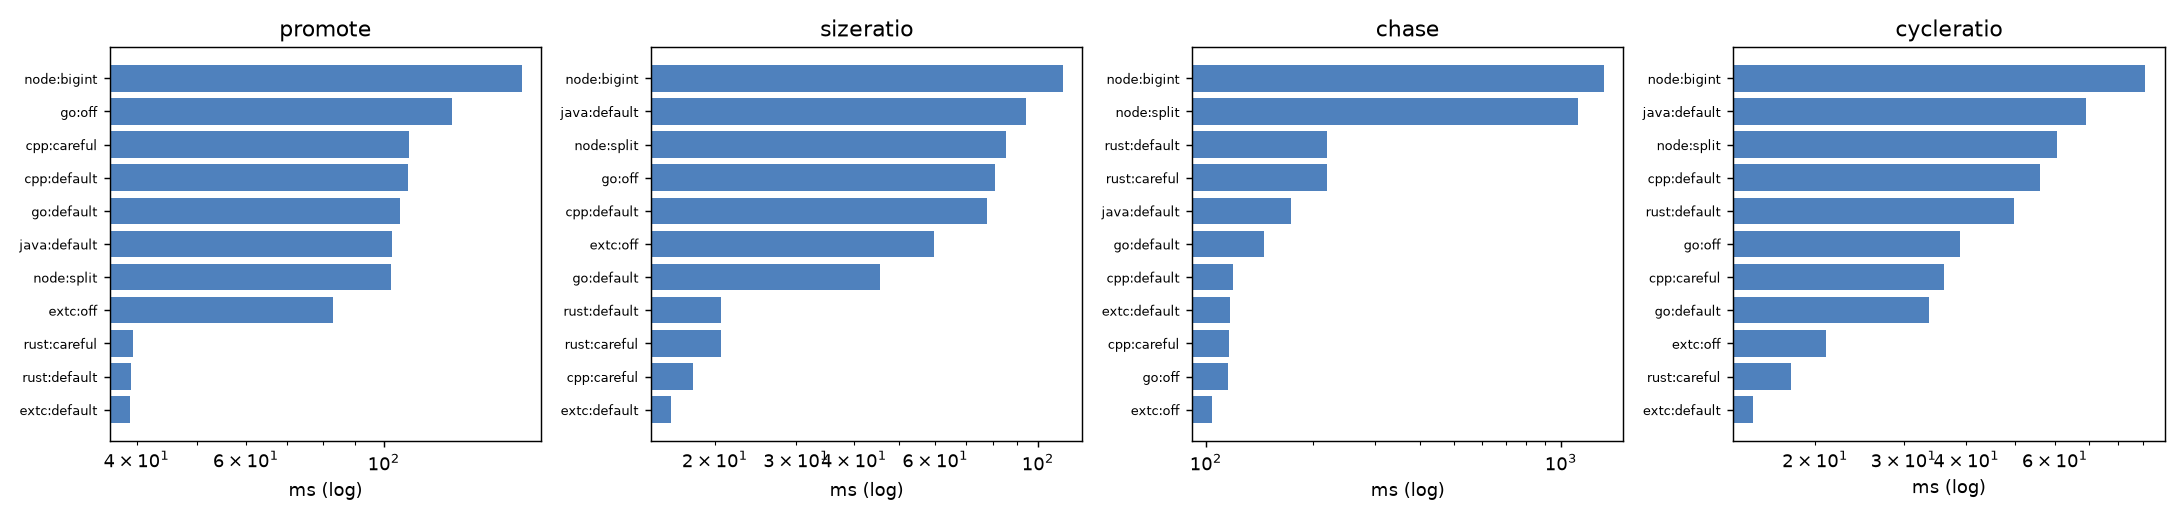 promote
node:bigint
go:off
cpp:careful
cpp:default
go:default
java:default
node:split
extc:off
rust:careful
rust:default
extc:default
4 × 10¹ 6 × 10¹ 10²
ms (log)
sizeratio
node:bigint
java:default
node:split
go:off
cpp:default
extc:off
go:default
rust:default
rust:careful
cpp:careful
extc:default
2 × 10¹ 3 × 10¹ 4 × 10¹ 6 × 10¹ 10²
ms (log)
chase
node:bigint
node:split
rust:default
rust:careful
java:default
go:default
cpp:default
extc:default
cpp:careful
go:off
extc:off
10² 10³
ms (log)
cycleratio
node:bigint
java:default
node:split
cpp:default
rust:default
go:off
cpp:careful
go:default
extc:off
rust:careful
extc:default
2 × 10¹ 3 × 10¹ 4 × 10¹ 6 × 10¹
ms (log)